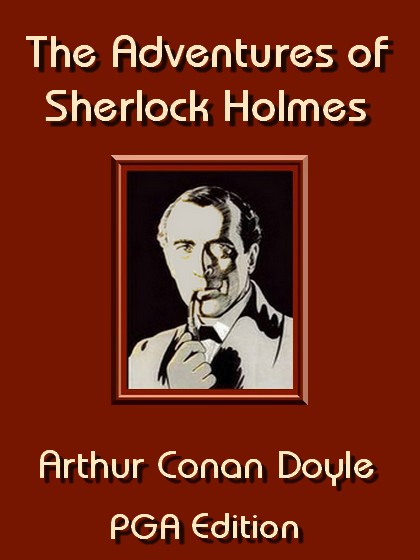 The Adventures of
Sherlock Holmes
Arthur Conan Doyle
PGA Edition